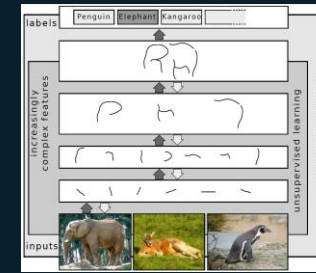 labels
Penguin
Elephant
Kangaroo
increasingly
complex features
unsupervised learning
inputs